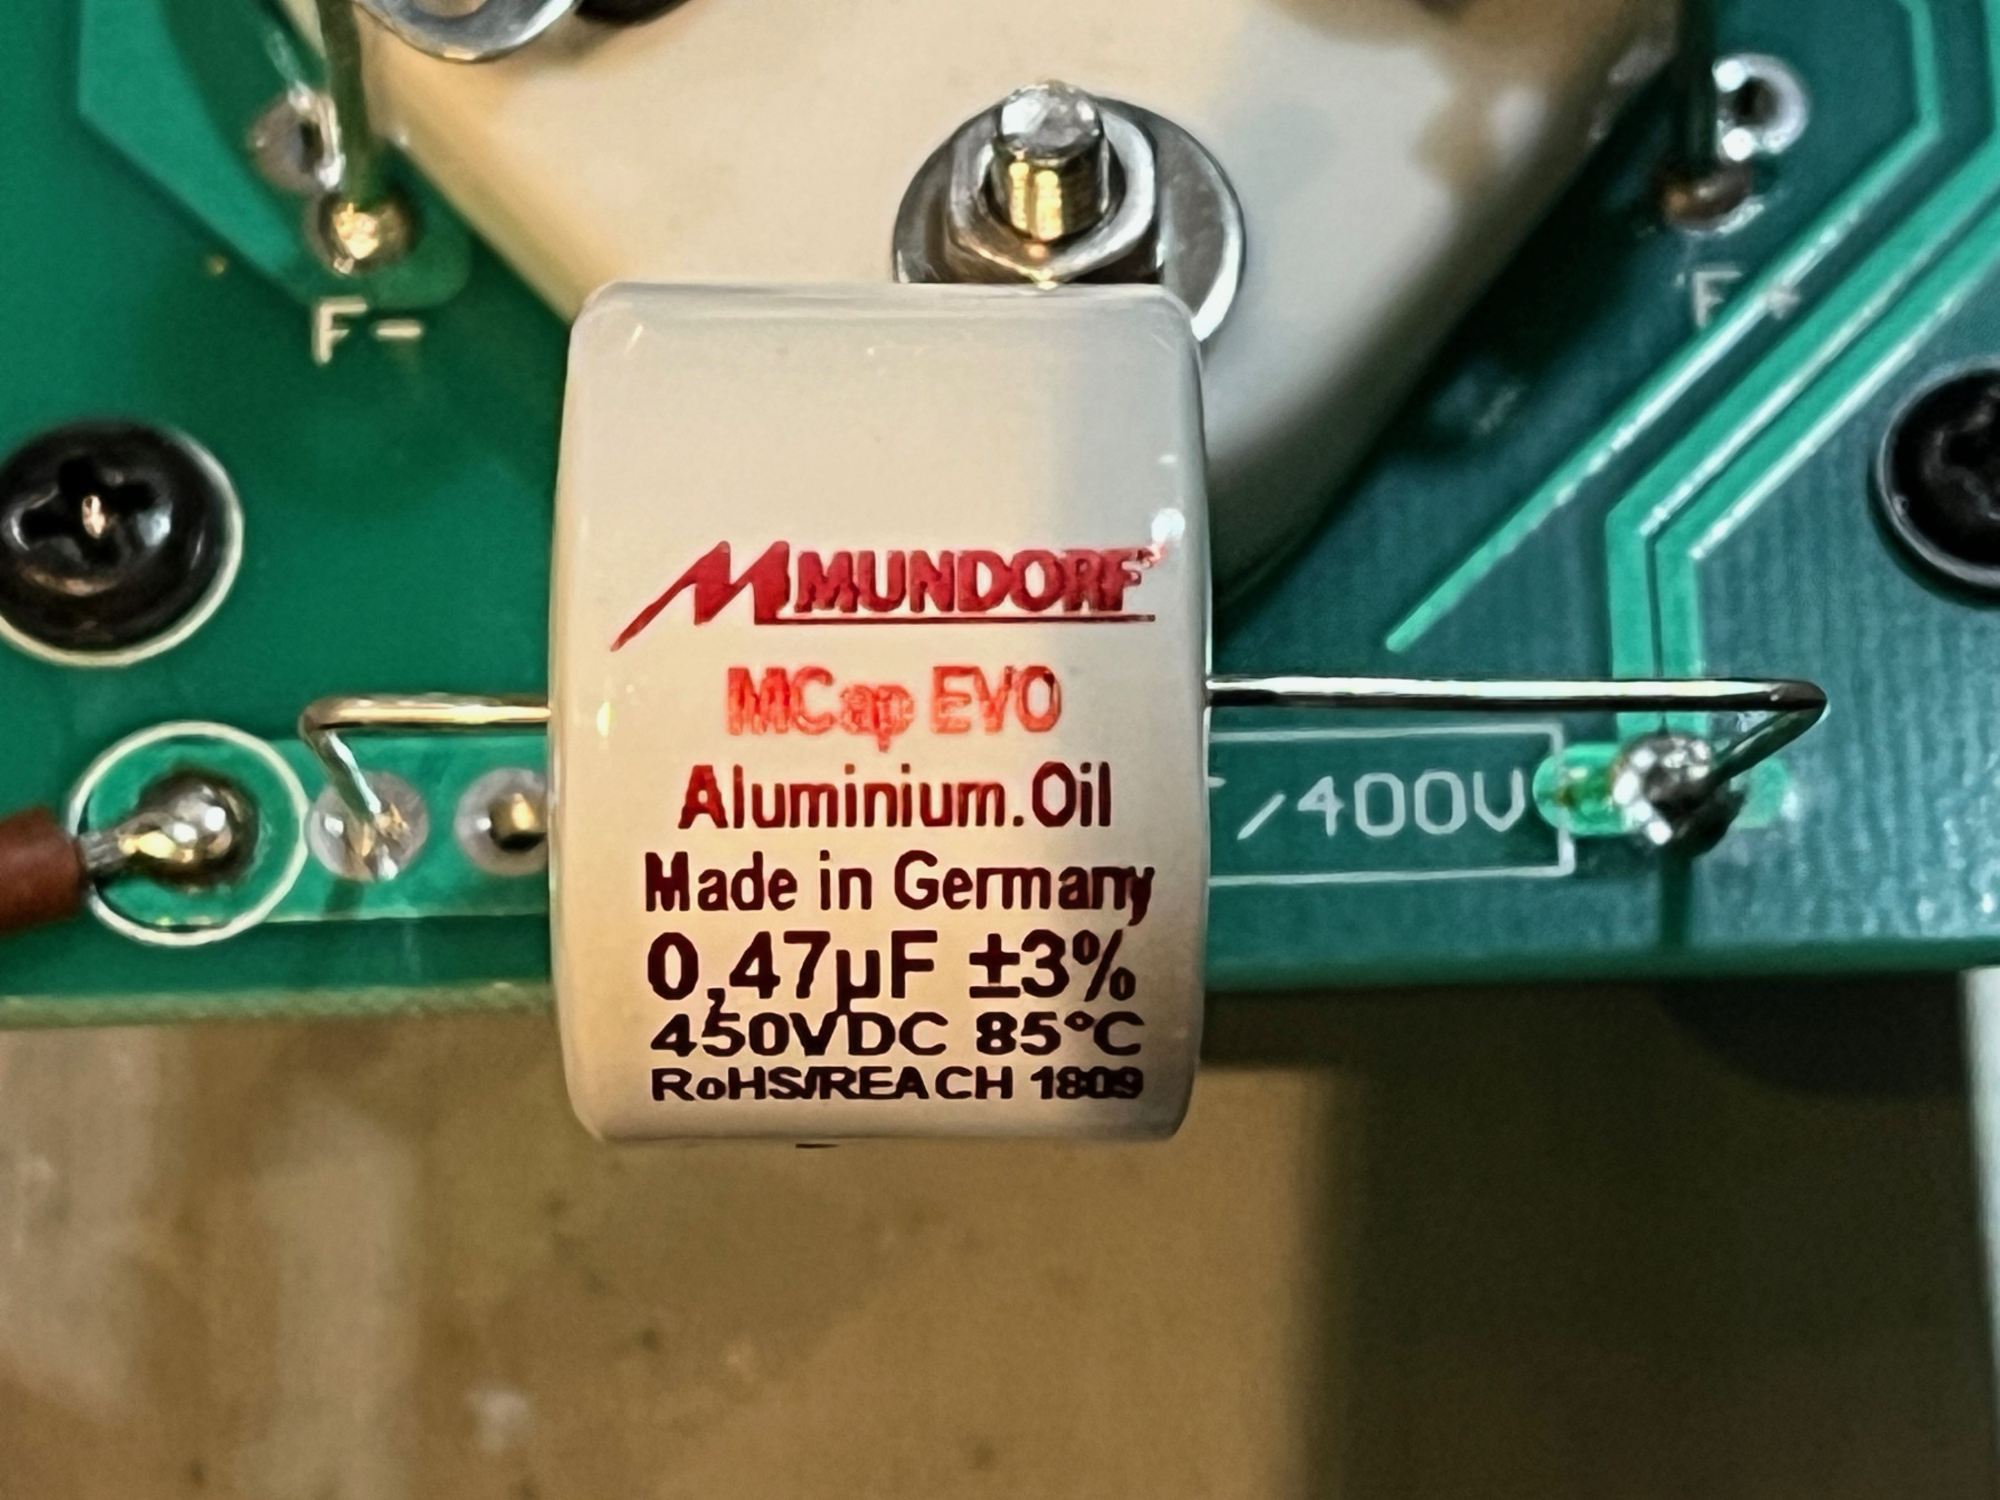 F-
F+
MUNDORF
MCap EVO
Aluminium.Oil
Made in Germany
0,47µF ±3%
/400V
450VDC 85°C
RoHS/REACH 1809